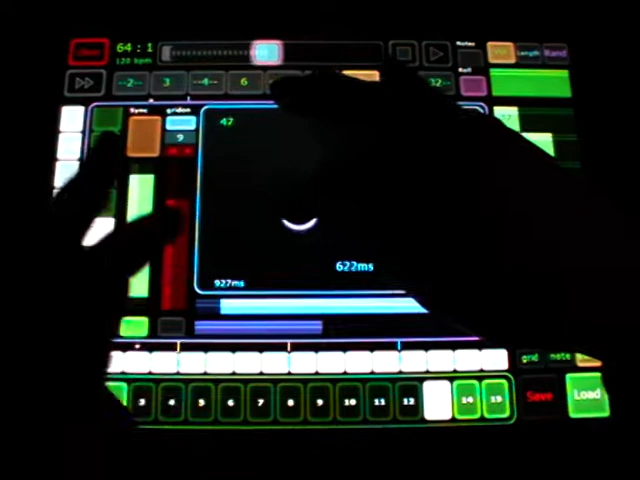 64 : 1
120 bpm
Notes
Length
Rand
--2--
3
--4--
6
32--
Roll
Sync
gridon
47
9
622ms
927ms
grid
note
3
4
5
6
7
8
9
10
11
12
14
15
Save
Load